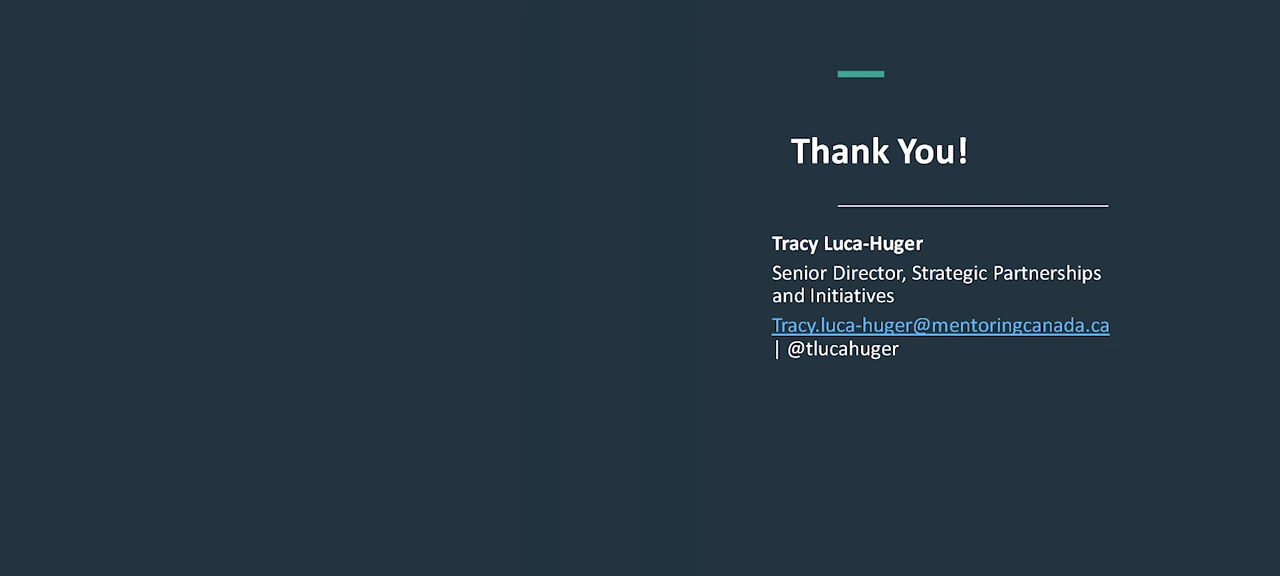 Thank You!
Tracy Luca-Huger
Senior Director, Strategic Partnerships
and Initiatives
Tracy.luca-huger@mentoringcanada.ca
| @tlucahuger